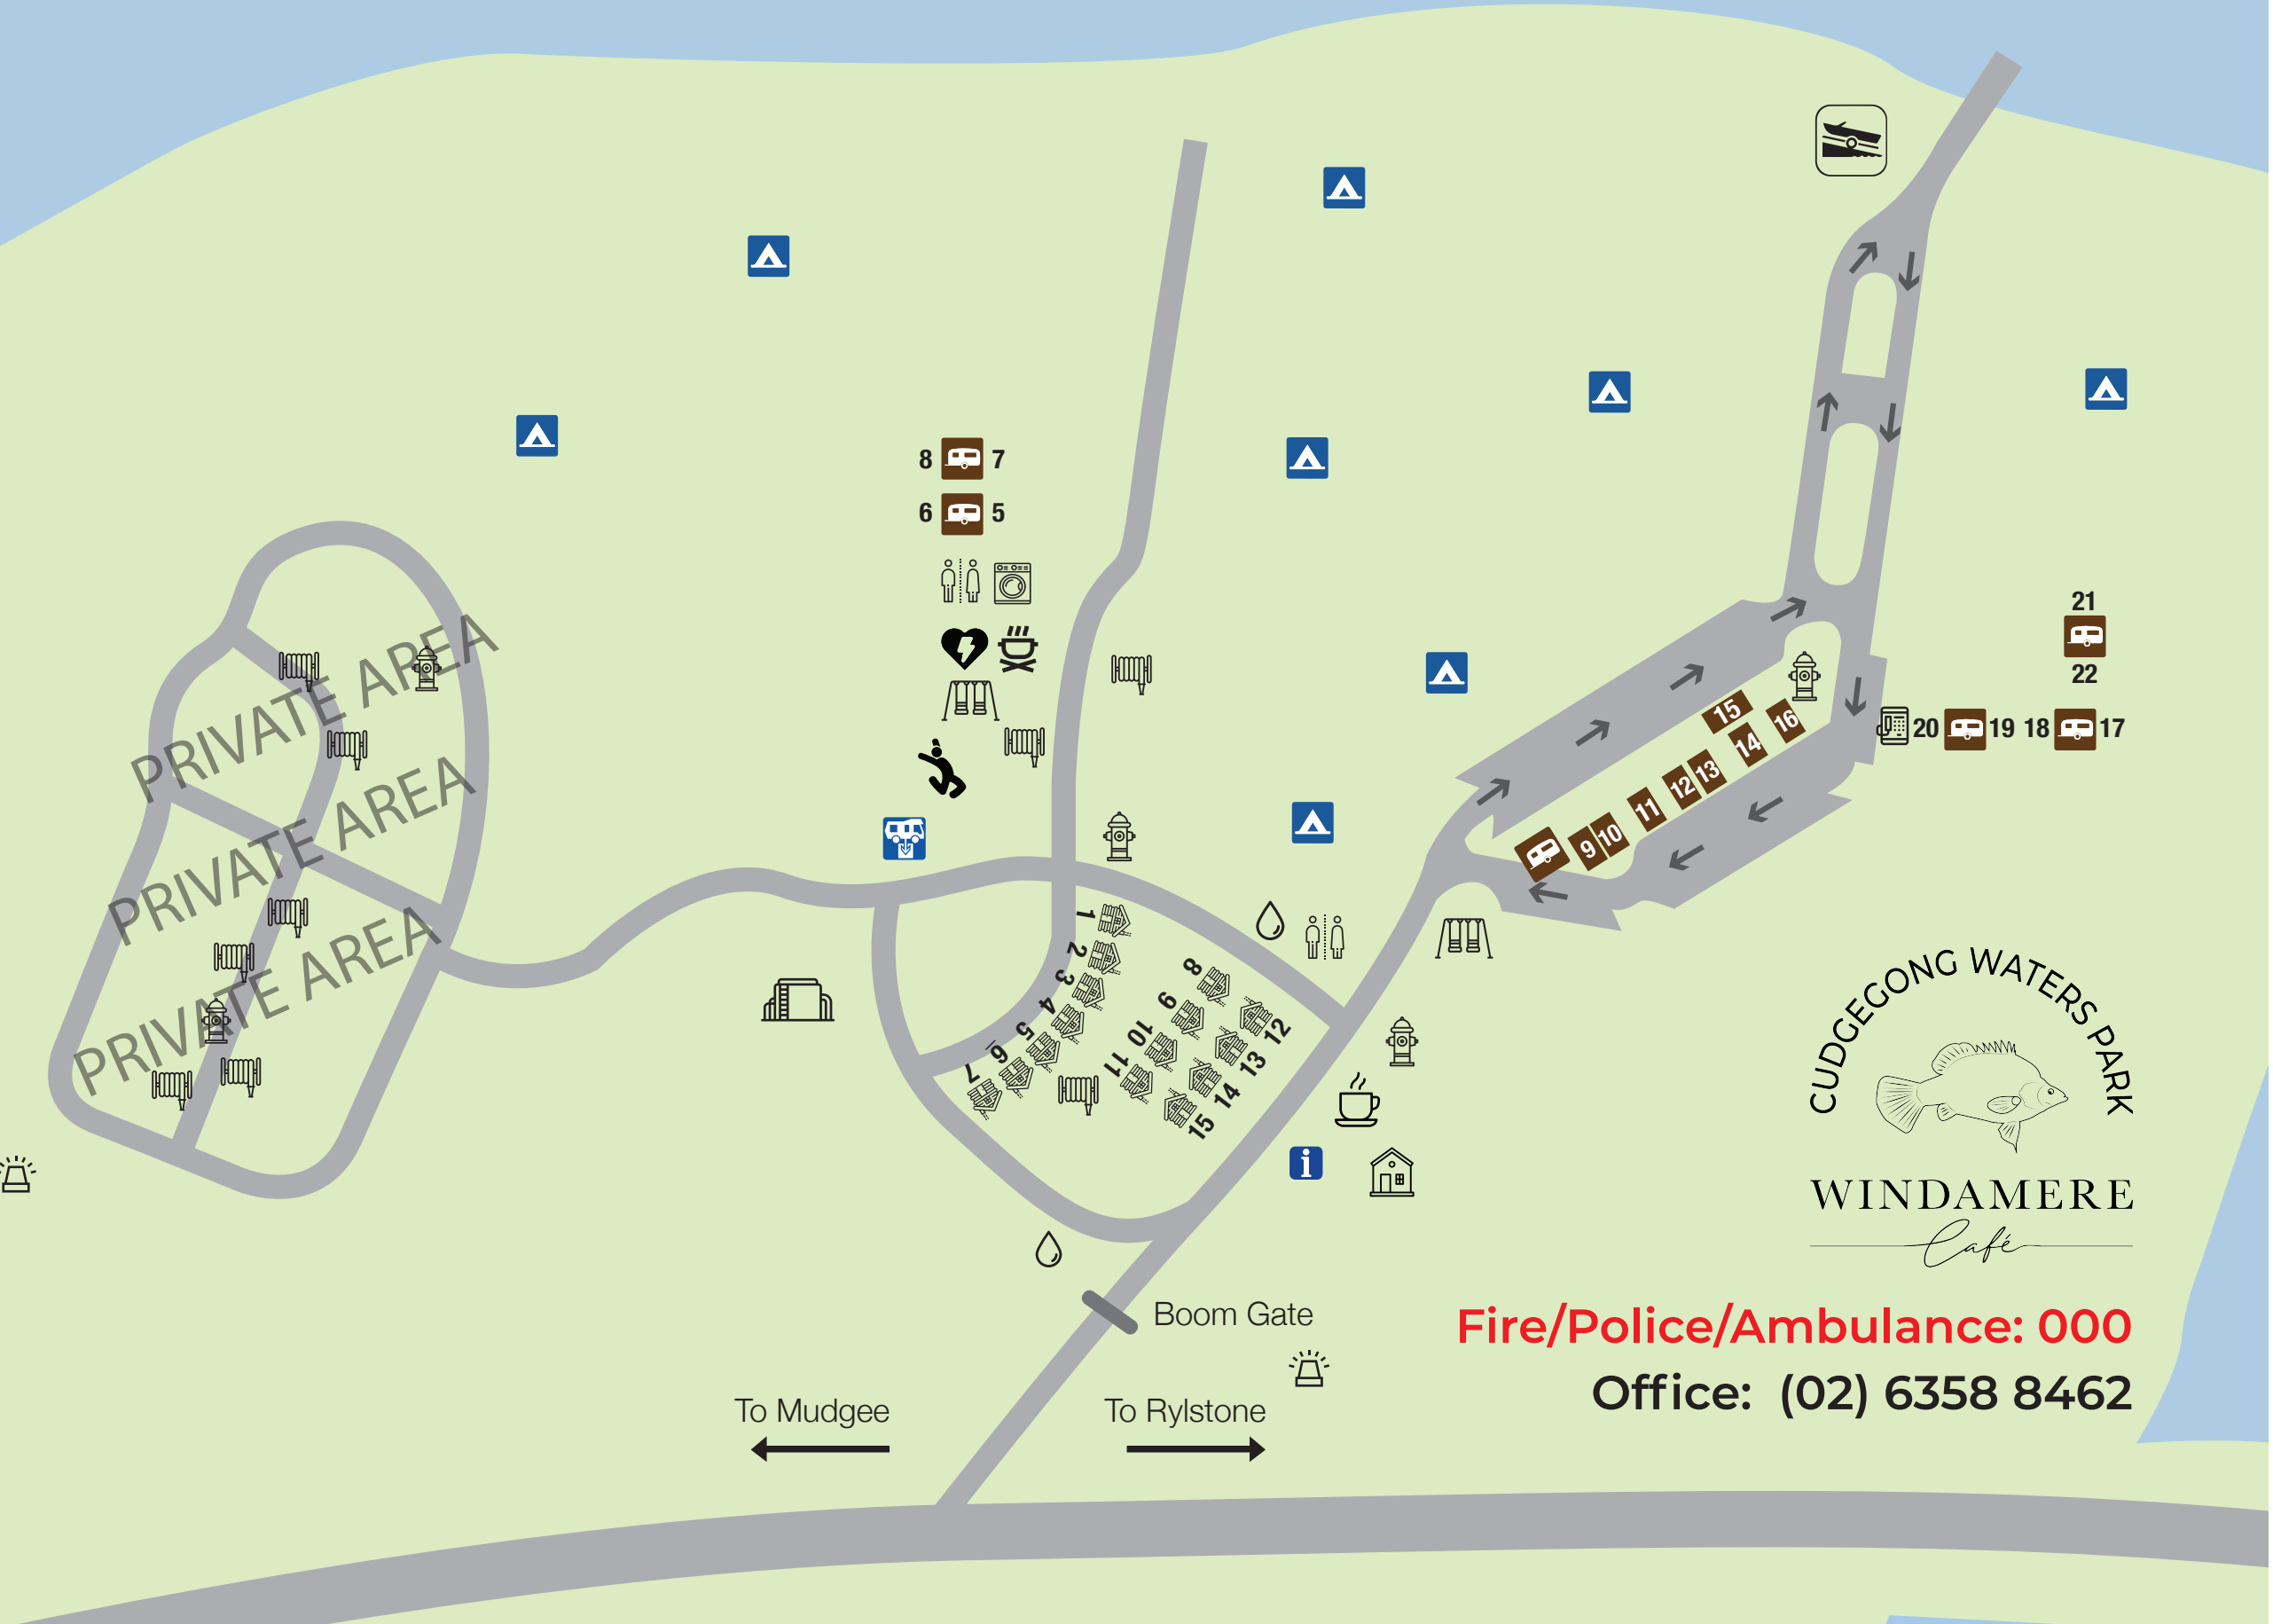 8 7
6 5
PRIVATE AREA
PRIVATE AREA
PRIVATE AREA
21
22
20 19 18 17
15
16
14
13
12
11
10
9
1
2
3
4
5
6
7
8
9
10
11
12
13
14
15
i
CUDGEGONG WATERS PARK
WINDAMERE
Café
Boom Gate
Fire/Police/Ambulance: 000
Office: (02) 6358 8462
To Mudgee
To Rylstone